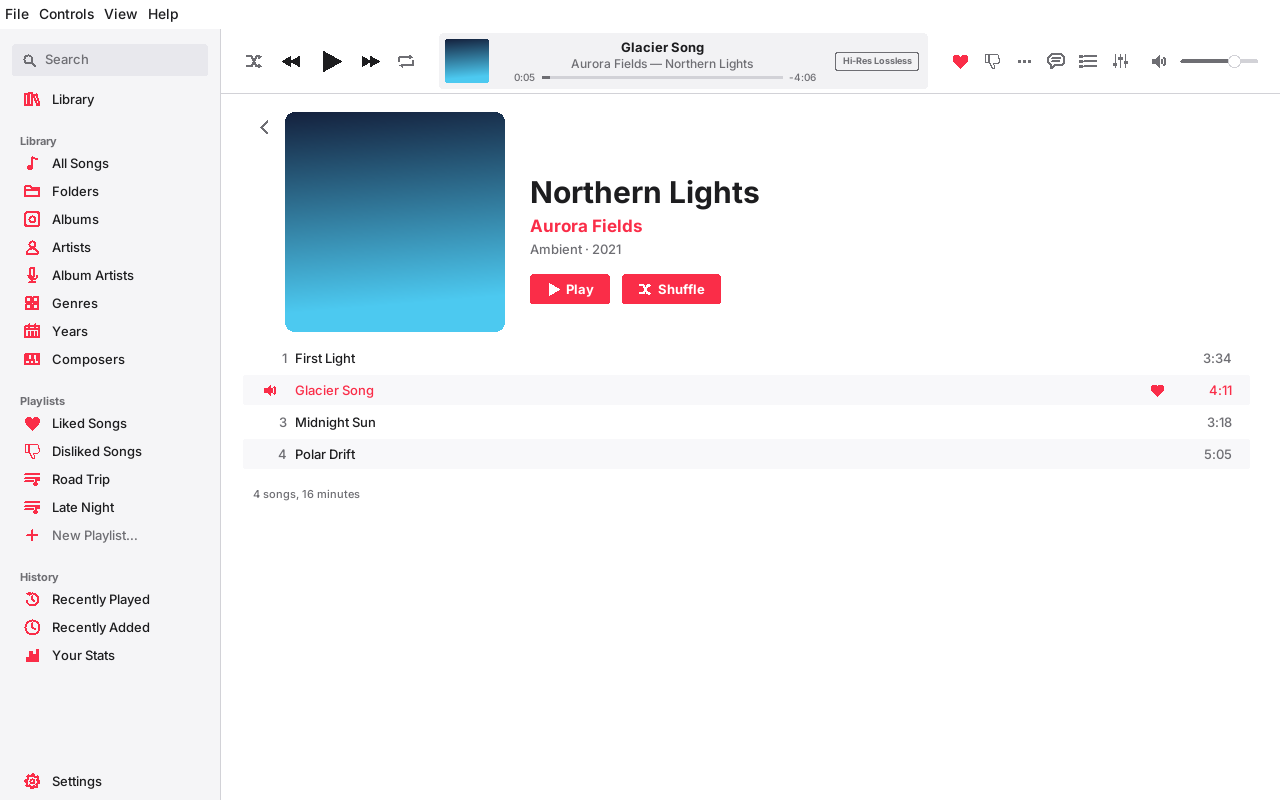 File Controls View Help
Search
Library
Library
All Songs
Folders
Albums
Artists
Album Artists
Genres
Years
Composers
Playlists
Liked Songs
Disliked Songs
Road Trip
Late Night
New Playlist...
History
Recently Played
Recently Added
Your Stats
Settings
Glacier Song
Aurora Fields — Northern Lights
0:05
-4:06
Hi-Res Lossless
Northern Lights
Aurora Fields
Ambient · 2021
Play
Shuffle
1 First Light 3:34
Glacier Song 4:11
3 Midnight Sun 3:18
4 Polar Drift 5:05
4 songs, 16 minutes